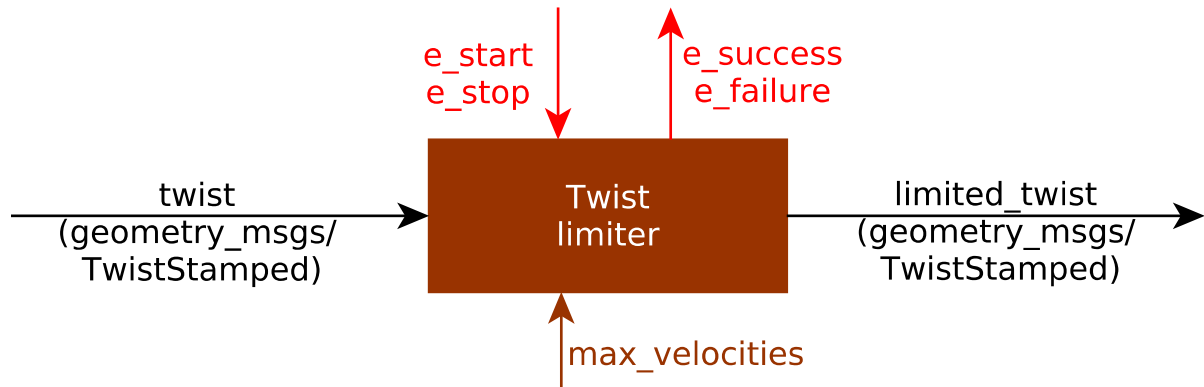 e_start
e_stop
e_success
e_failure
twist
(geometry_msgs/
TwistStamped)
Twist
limiter
limited_twist
(geometry_msgs/
TwistStamped)
max_velocities